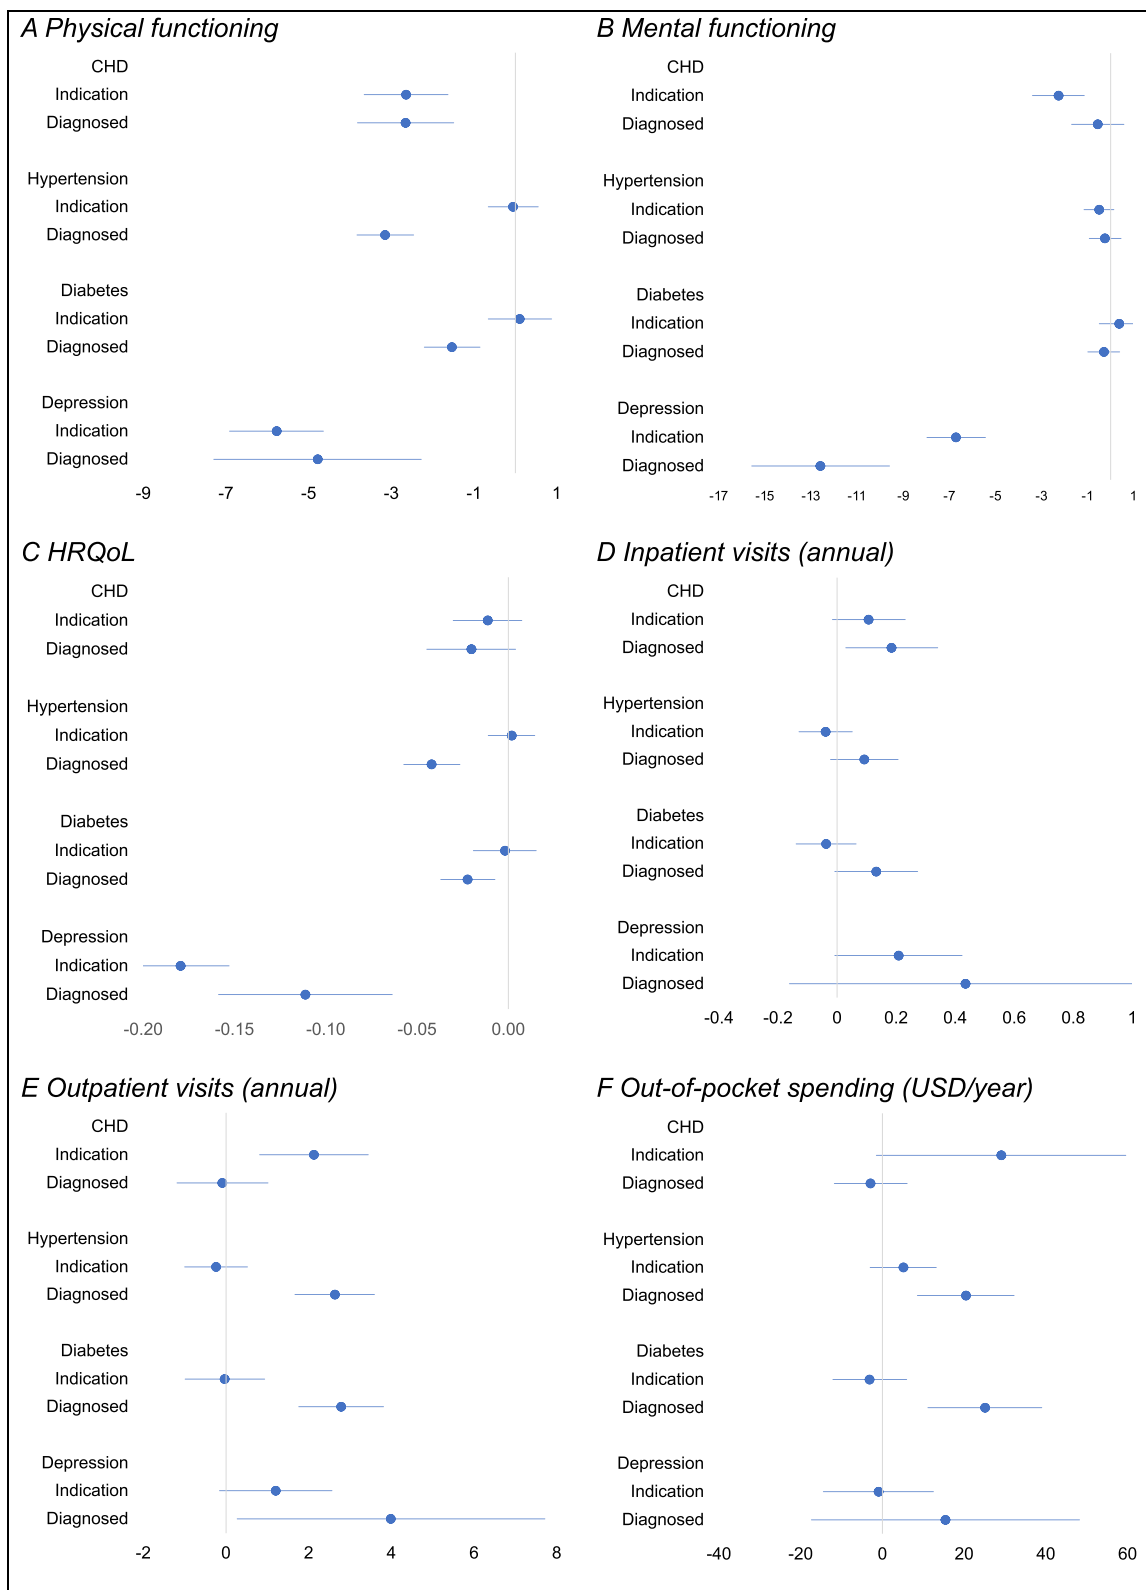 A Physical functioning
CHD
Indication
Diagnosed
Hypertension
Indication
Diagnosed
Diabetes
Indication
Diagnosed
Depression
Indication
Diagnosed
-9 -7 -5 -3 -1 1
B Mental functioning
CHD
Indication
Diagnosed
Hypertension
Indication
Diagnosed
Diabetes
Indication
Diagnosed
Depression
Indication
Diagnosed
-17 -15 -13 -11 -9 -7 -5 -3 -1 1
C HRQoL
CHD
Indication
Diagnosed
Hypertension
Indication
Diagnosed
Diabetes
Indication
Diagnosed
Depression
Indication
Diagnosed
-0.20 -0.15 -0.10 -0.05 0.00
D Inpatient visits (annual)
CHD
Indication
Diagnosed
Hypertension
Indication
Diagnosed
Diabetes
Indication
Diagnosed
Depression
Indication
Diagnosed
-0.4 -0.2 0 0.2 0.4 0.6 0.8 1
E Outpatient visits (annual)
CHD
Indication
Diagnosed
Hypertension
Indication
Diagnosed
Diabetes
Indication
Diagnosed
Depression
Indication
Diagnosed
-2 0 2 4 6 8
F Out-of-pocket spending (USD/year)
CHD
Indication
Diagnosed
Hypertension
Indication
Diagnosed
Diabetes
Indication
Diagnosed
Depression
Indication
Diagnosed
-40 -20 0 20 40 60